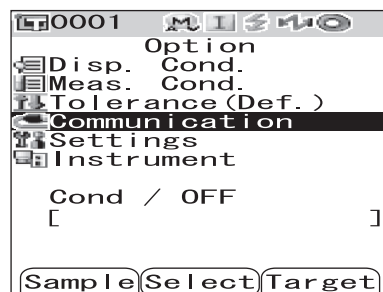 0001 M I
Option
Disp. Cond.
Meas. Cond.
Tolerance(Def.)
Communication
Settings
Instrument
Cond / OFF
[ ]
Sample Select Target